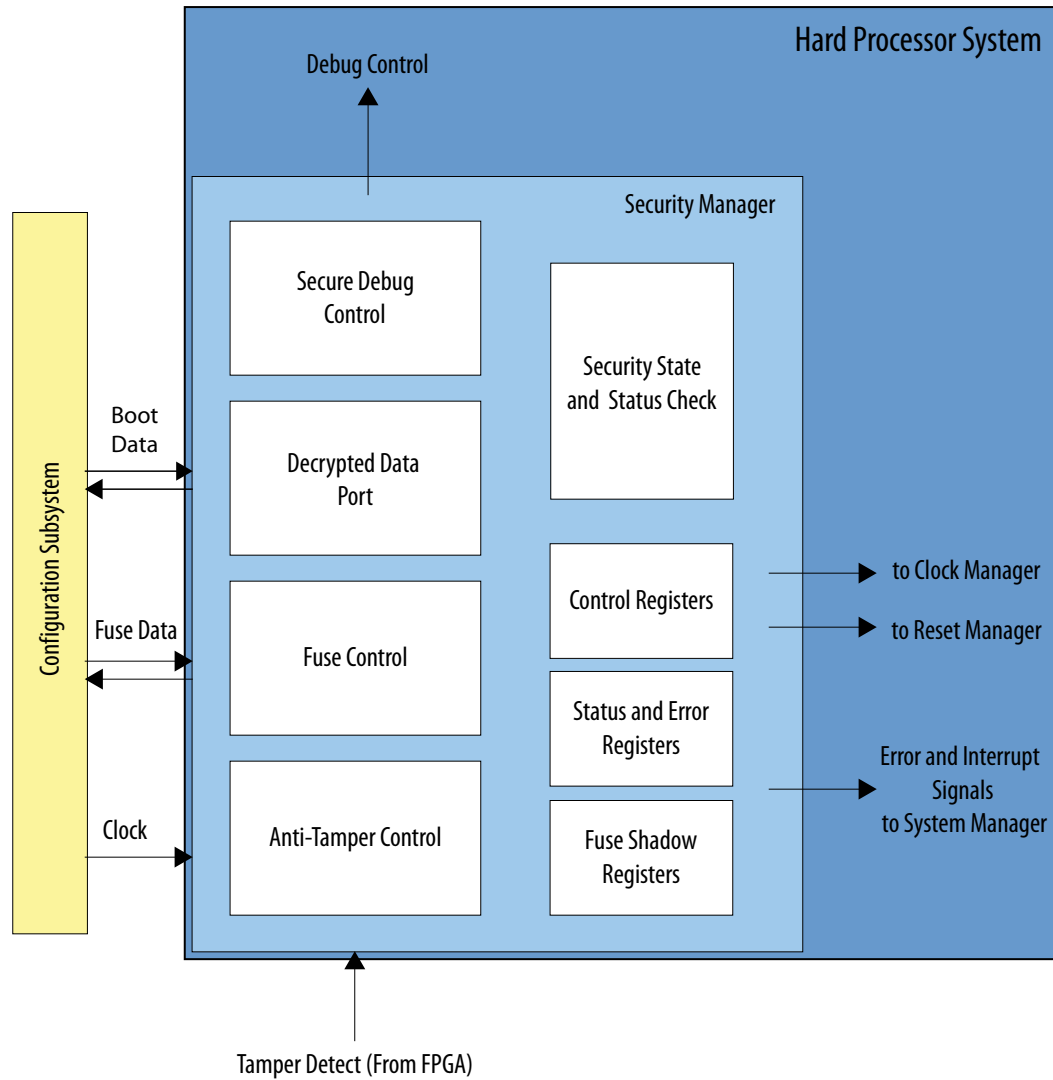 Hard Processor System
Debug Control
Security Manager
Secure Debug
Control
Security State
and Status Check
Boot
Data
Decrypted Data
Port
Configuration Subsystem
Control Registers
to Clock Manager
to Reset Manager
Fuse Data
Fuse Control
Status and Error
Registers
Error and Interrupt
Signals
to System Manager
Clock
Anti-Tamper Control
Fuse Shadow
Registers
Tamper Detect (From FPGA)